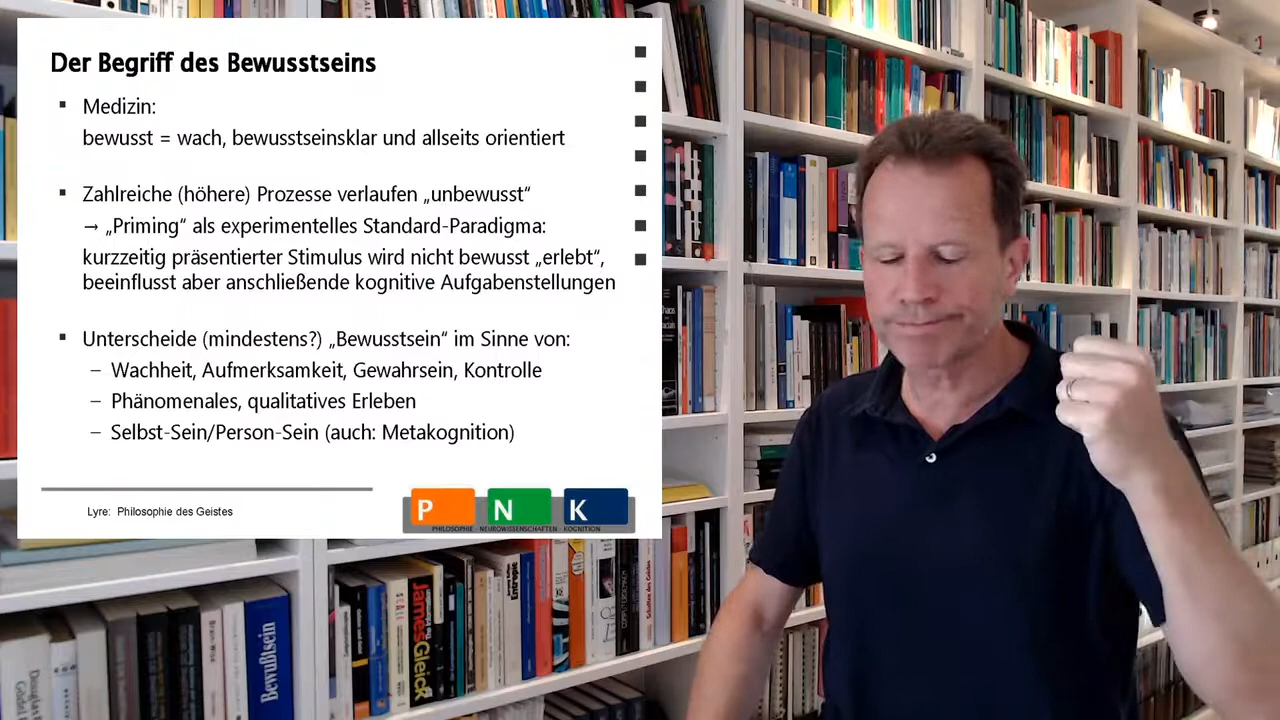 Der Begriff des Bewusstseins
▪ Medizin:
bewusst = wach, bewusstseinsklar und allseits orientiert
▪ Zahlreiche (höhere) Prozesse verlaufen „unbewusst“
→ „Priming“ als experimentelles Standard-Paradigma:
kurzzeitig präsentierter Stimulus wird nicht bewusst „erlebt“,
beeinflusst aber anschließende kognitive Aufgabenstellungen
▪ Unterscheide (mindestens?) „Bewusstsein“ im Sinne von:
– Wachheit, Aufmerksamkeit, Gewahrsein, Kontrolle
– Phänomenales, qualitatives Erleben
– Selbst-Sein/Person-Sein (auch: Metakognition)
Lyre: Philosophie des Geistes
P N K
PHILOSOPHIE · NEUROWISSENSCHAFTEN · KOGNITION
Bewußtsein
James Gleick